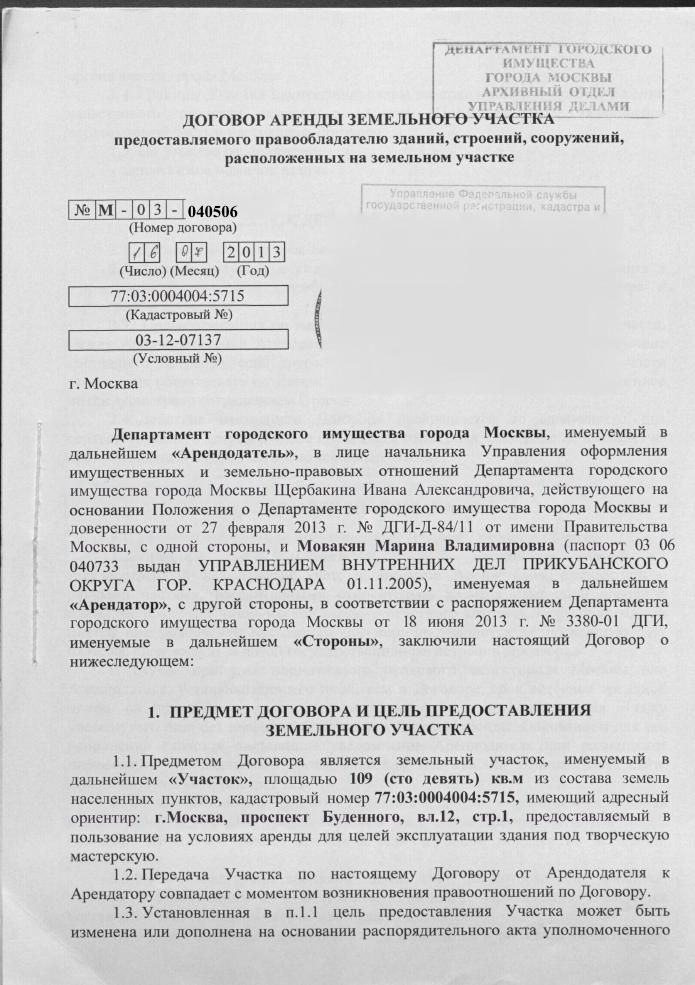 ДЕПАРТАМЕНТ ГОРОДСКОГО
ИМУЩЕСТВА
ГОРОДА МОСКВЫ
АРХИВНЫЙ ОТДЕЛ
УПРАВЛЕНИЯ ДЕЛАМИ
ДОГОВОР АРЕНДЫ ЗЕМЕЛЬНОГО УЧАСТКА
предоставляемого правообладателю зданий, строений, сооружений,
расположенных на земельном участке
Управление Федеральной службы
государственной регистрации, кадастра и
№ М - 0 3 - 040506
(Номер договора)
16 07 2013
(Число) (Месяц) (Год)
77:03:0004004:5715
(Кадастровый №)
03-12-07137
(Условный №)
г. Москва
Департамент городского имущества города Москвы, именуемый в
дальнейшем «Арендодатель», в лице начальника Управления оформления
имущественных и земельно-правовых отношений Департамента городского
имущества города Москвы Щербакина Ивана Александровича, действующего на
основании Положения о Департаменте городского имущества города Москвы и
доверенности от 27 февраля 2013 г. № ДГИ-Д-84/11 от имени Правительства
Москвы, с одной стороны, и Мовакян Марина Владимировна (паспорт 03 06
040733 выдан УПРАВЛЕНИЕМ ВНУТРЕННИХ ДЕЛ ПРИКУБАНСКОГО
ОКРУГА ГОР. КРАСНОДАРА 01.11.2005), именуемая в дальнейшем
«Арендатор», с другой стороны, в соответствии с распоряжением Департамента
городского имущества города Москвы от 18 июня 2013 г. № 3380-01 ДГИ,
именуемые в дальнейшем «Стороны», заключили настоящий Договор о
нижеследующем:
1. ПРЕДМЕТ ДОГОВОРА И ЦЕЛЬ ПРЕДОСТАВЛЕНИЯ
ЗЕМЕЛЬНОГО УЧАСТКА
1.1. Предметом Договора является земельный участок, именуемый в
дальнейшем «Участок», площадью 109 (сто девять) кв.м из состава земель
населенных пунктов, кадастровый номер 77:03:0004004:5715, имеющий адресный
ориентир: г.Москва, проспект Буденного, вл.12, стр.1, предоставляемый в
пользование на условиях аренды для целей эксплуатации здания под творческую
мастерскую.
1.2. Передача Участка по настоящему Договору от Арендодателя к
Арендатору совпадает с моментом возникновения правоотношений по Договору.
1.3. Установленная в п.1.1 цель предоставления Участка может быть
изменена или дополнена на основании распорядительного акта уполномоченного